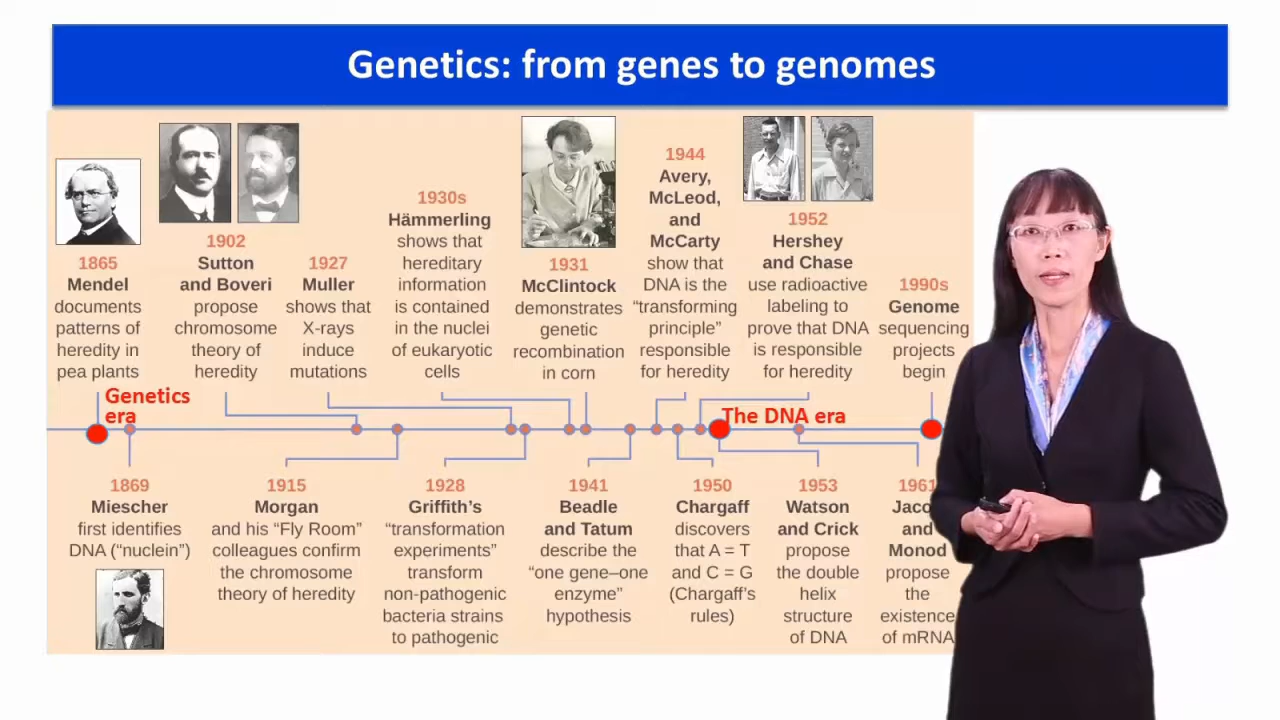 Genetics: from genes to genomes
1865
Mendel
documents
patterns of
heredity in
pea plants
1902
Sutton
and Boveri
propose
chromosome
theory of
heredity
1927
Muller
shows that
X-rays
induce
mutations
1930s
Hämmerling
shows that
hereditary
information
is contained
in the nuclei
of eukaryotic
cells
1931
McClintock
demonstrates
genetic
recombination
in corn
1944
Avery,
McLeod,
and
McCarty
show that
DNA is the
“transforming
principle”
responsible
for heredity
1952
Hershey
and Chase
use radioactive
labeling to
prove that DNA
is responsible
for heredity
1990s
Genome
sequencing
projects
begin
Genetics
era
The DNA era
1869
Miescher
first identifies
DNA (“nuclein”)
1915
Morgan
and his “Fly Room”
colleagues confirm
the chromosome
theory of heredity
1928
Griffith’s
“transformation
experiments”
transform
non-pathogenic
bacteria strains
to pathogenic
1941
Beadle
and Tatum
describe the
“one gene–one
enzyme”
hypothesis
1950
Chargaff
discovers
that A = T
and C = G
(Chargaff’s
rules)
1953
Watson
and Crick
propose
the double
helix
structure
of DNA
1961
and
Monod
propose
the
existence
of mRNA